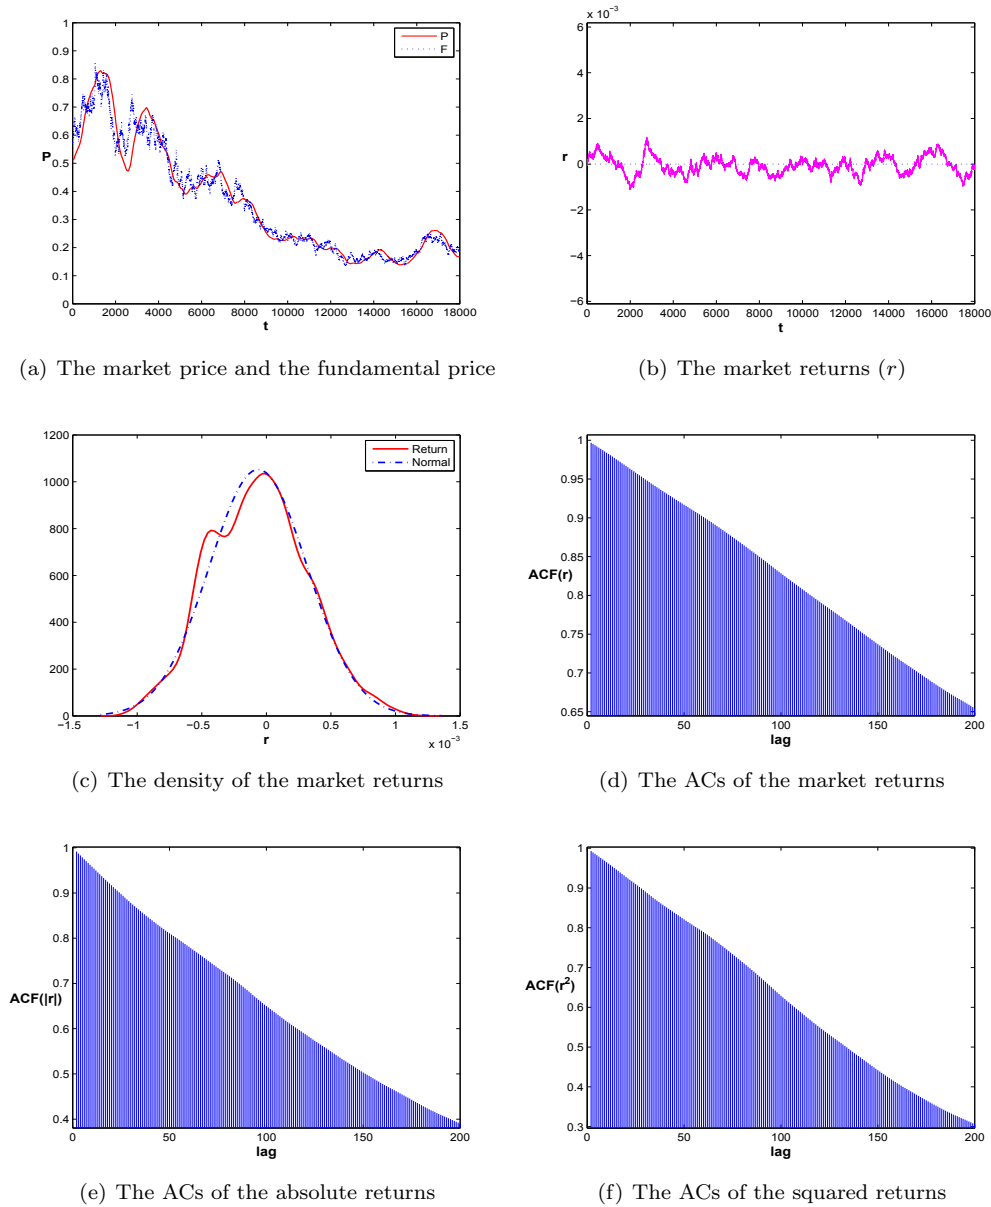 1
0.9
0.8
0.7
0.6
0.5
0.4
0.3
0.2
0.1
0
P
P
F
0 2000 4000 6000 8000 10000 12000 14000 16000 18000
t
(a) The market price and the fundamental price
x 10⁻³
6
4
2
0
−2
−4
−6
r
0 2000 4000 6000 8000 10000 12000 14000 16000 18000
t
(b) The market returns (r)
1200
1000
800
600
400
200
0
Return
Normal
−1.5 −1 −0.5 0 0.5 1 1.5
x 10⁻³
r
(c) The density of the market returns
1
0.95
0.9
0.85
0.8
0.75
0.7
0.65
ACF(r)
0 50 100 150 200
lag
(d) The ACs of the market returns
1
0.9
0.8
0.7
0.6
0.5
0.4
ACF(|r|)
0 50 100 150 200
lag
(e) The ACs of the absolute returns
1
0.9
0.8
0.7
0.6
0.5
0.4
0.3
ACF(r²)
0 50 100 150 200
lag
(f) The ACs of the squared returns